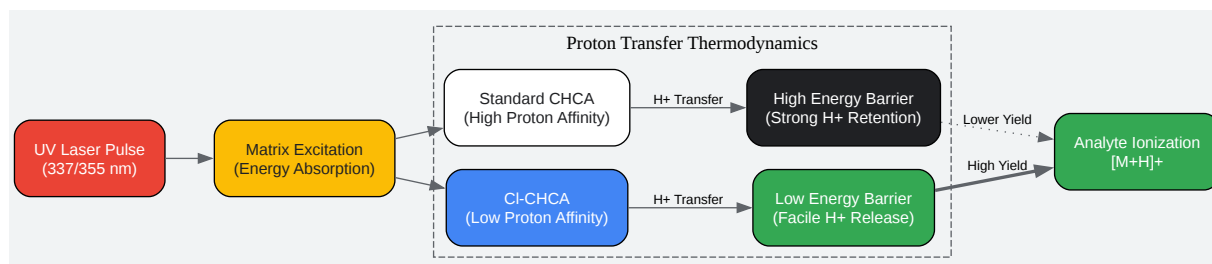 Proton Transfer Thermodynamics
UV Laser Pulse
(337/355 nm)
Matrix Excitation
(Energy Absorption)
Standard CHCA
(High Proton Affinity)
H+ Transfer
High Energy Barrier
(Strong H+ Retention)
Lower Yield
Cl-CHCA
(Low Proton Affinity)
H+ Transfer
Low Energy Barrier
(Facile H+ Release)
High Yield
Analyte Ionization
[M+H]+